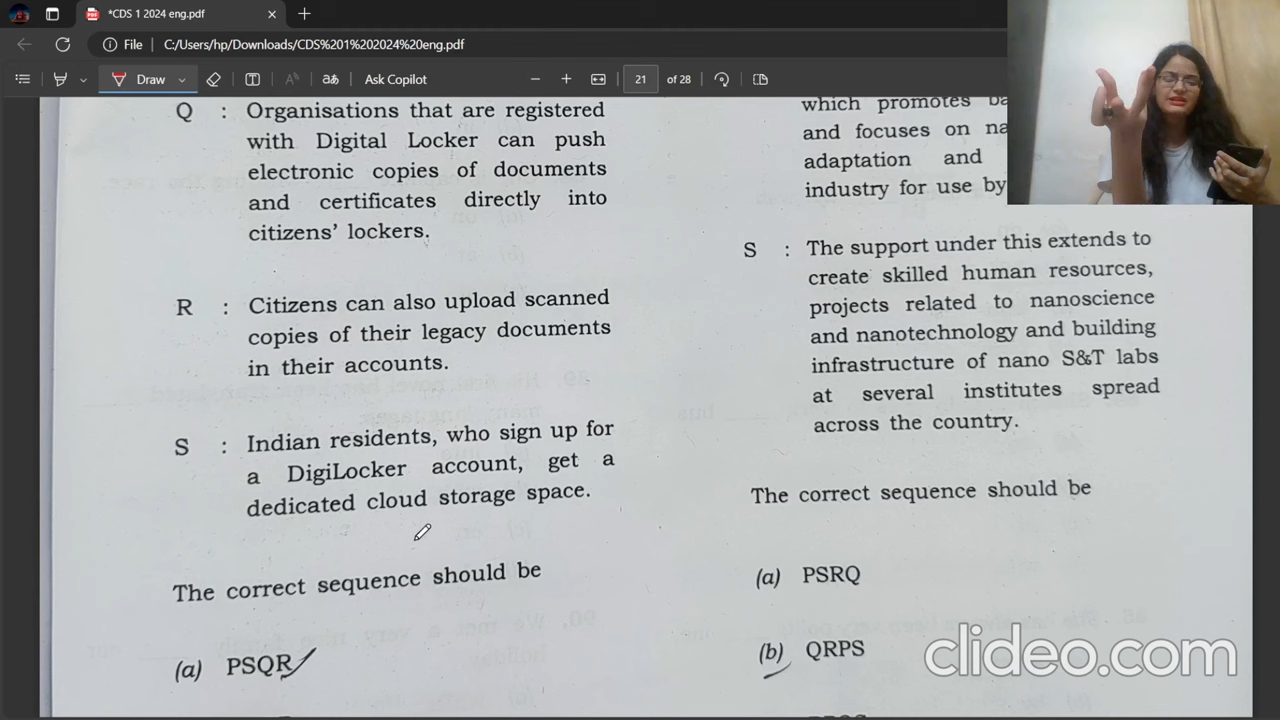 *CDS 1 2024 eng.pdf
File
C:/Users/hp/Downloads/CDS%201%202024%20eng.pdf
Draw
Ask Copilot
21
of 28
Q : Organisations that are registered
with Digital Locker can push
electronic copies of documents
and certificates directly into
citizens' lockers.
R : Citizens can also upload scanned
copies of their legacy documents
in their accounts.
S : Indian residents, who sign up for
a DigiLocker account, get a
dedicated cloud storage space.
The correct sequence should be
(a) PSQR
which promotes
and focuses on
adaptation and
industry for use by
S : The support under this extends to
create skilled human resources,
projects related to nanoscience
and nanotechnology and building
infrastructure of nano S&T labs
at several institutes spread
across the country.
The correct sequence should be
(a) PSRQ
(b) QRPS
clideo.com